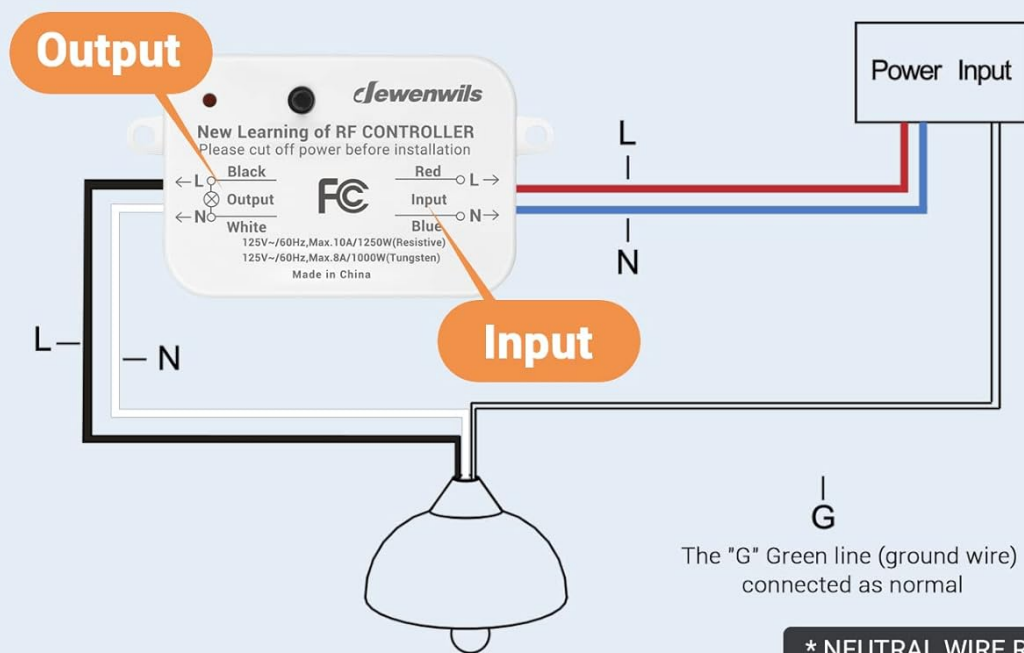 Output
Dewenwils
New Learning of RF CONTROLLER
Please cut off power before installation
←L Black
Output
←N White
FC
Red L→
Input
Blue N→
125V~/60Hz,Max.10A/1250W(Resistive)
125V~/60Hz,Max.8A/1000W(Tungsten)
Made in China
Input
Power Input
L
N
L
N
G
The "G" Green line (ground wire)
connected as normal
* NEUTRAL WIRE R